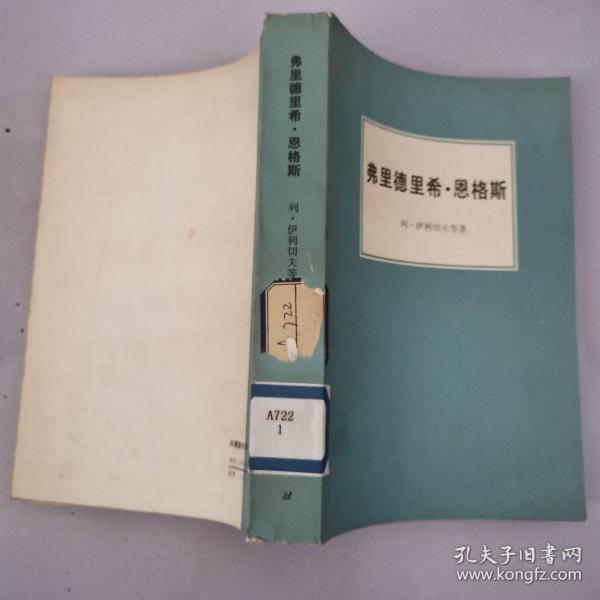 弗里德里希·恩格斯
列·伊利切夫等著
弗里德里希·恩格斯
列·伊利切夫等
A722
A722
1
22
孔夫子旧书网
www.kongfz.com